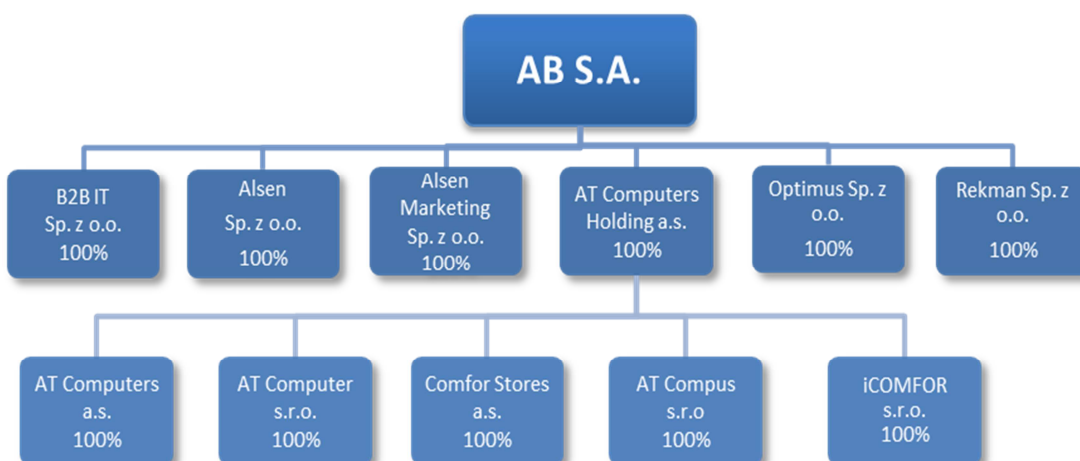 AB S.A.
B2B IT
Sp. z o.o.
100%
Alsen
Sp. z o.o.
100%
Alsen
Marketing
Sp. z o.o.
100%
AT Computers
Holding a.s.
100%
Optimus Sp. z
o.o.
100%
Rekman Sp. z
o.o.
100%
AT Computers
a.s.
100%
AT Computer
s.r.o.
100%
Comfor Stores
a.s.
100%
AT Compus
s.r.o
100%
iCOMFOR
s.r.o.
100%